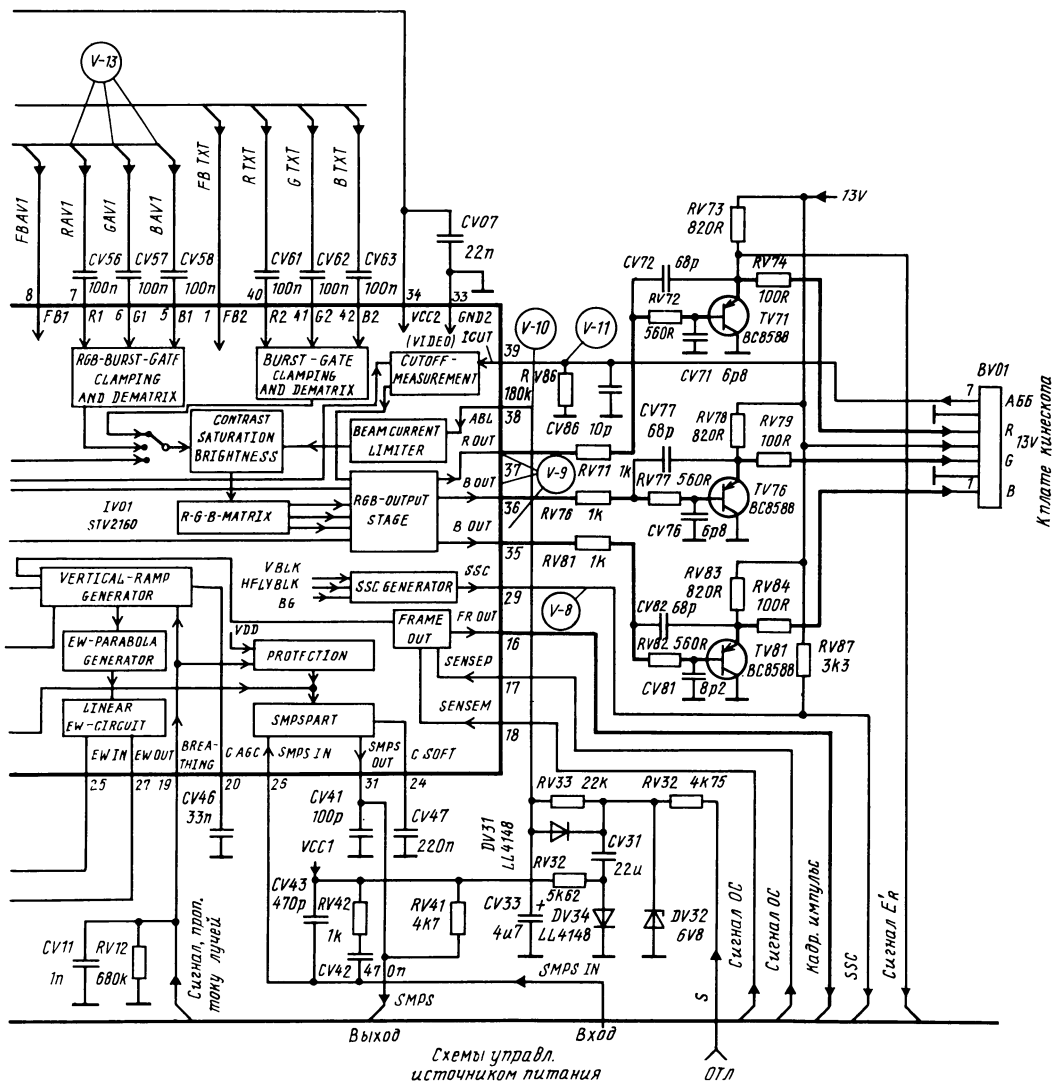 V-13
FBAV1
RAV1
GAV1
BAV1
FB TXT
R TXT
G TXT
B TXT
CV56
100n
CV57
100n
CV58
100n
CV61
100n
CV62
100n
CV63
100n
CV07
22n
8
7
6
5
1
40
41
42
34
33
FB1
R1
G1
B1
FB2
R2
G2
B2
VCC2
GND2
RGB-BURST-GATF
CLAMPING
AND DEMATRIX
BURST-GATE
CLAMPING
AND DEMATRIX
(VIDEO)
ICUT
CUTOFF-
MEASUREMENT
39
CONTRAST
SATURATION
BRIGHTNESS
BEAM CURRENT
LIMITER
ABL
38
R OUT
37
B OUT
36
B OUT
35
IV01
STV2160
R-G-B-MATRIX
RGB-OUTPUT
STAGE
V-10
V-11
V-9
V-8
RV86
180k
CV86
10p
RV71 1K
RV76
1K
RV81
1K
RV73
820R
RV74
100R
CV72
68p
RV72
560R
CV71 6p8
TV71
BC8588
13V
RV78
820R
RV79
100R
CV77
68p
RV77
560R
CV76
6p8
TV76
BC8588
RV83
820R
RV84
100R
CV82
68p
RV82
560R
CV81
8p2
TV81
BC8588
RV87
3K3
BV01
7
АББ
R
13V
G
1
B
К плате кинескопа
VERTICAL-RAMP
GENERATOR
EW-PARABOLA
GENERATOR
LINEAR
EW-CIRCUIT
VDD
PROTFCTION
SMPSPART
V BLK
HFLYBLK
BG
SSC GENERATOR
SSC
29
FRAME
OUT
FR OUT
16
SENSEP
17
SENSEM
18
EW IN
EW OUT
BREA-
THING
C AGC
SMPS IN
SMPS
OUT
C SOFT
25
27
19
20
25
31
24
CV46
33n
CV41
100p
CV47
220n
VCC1
CV43
470p
RV42
1k
CV42
470n
RV41
4K7
DV31
LL4148
RV33
22K
RV32
4K75
CV31
22u
RV32
5K62
CV33
4u7
+
DV34
LL4148
DV32
6V8
CV11
1n
RV12
680k
Сигнал, проп.
току лучей
SMPS
SMPS IN
S
Сигнал ОС
Сигнал ОС
Кадр. импульс
SSC
Сигнал E'R
Выход
Вход
Схемы управл.
источником питания
ОТЛ